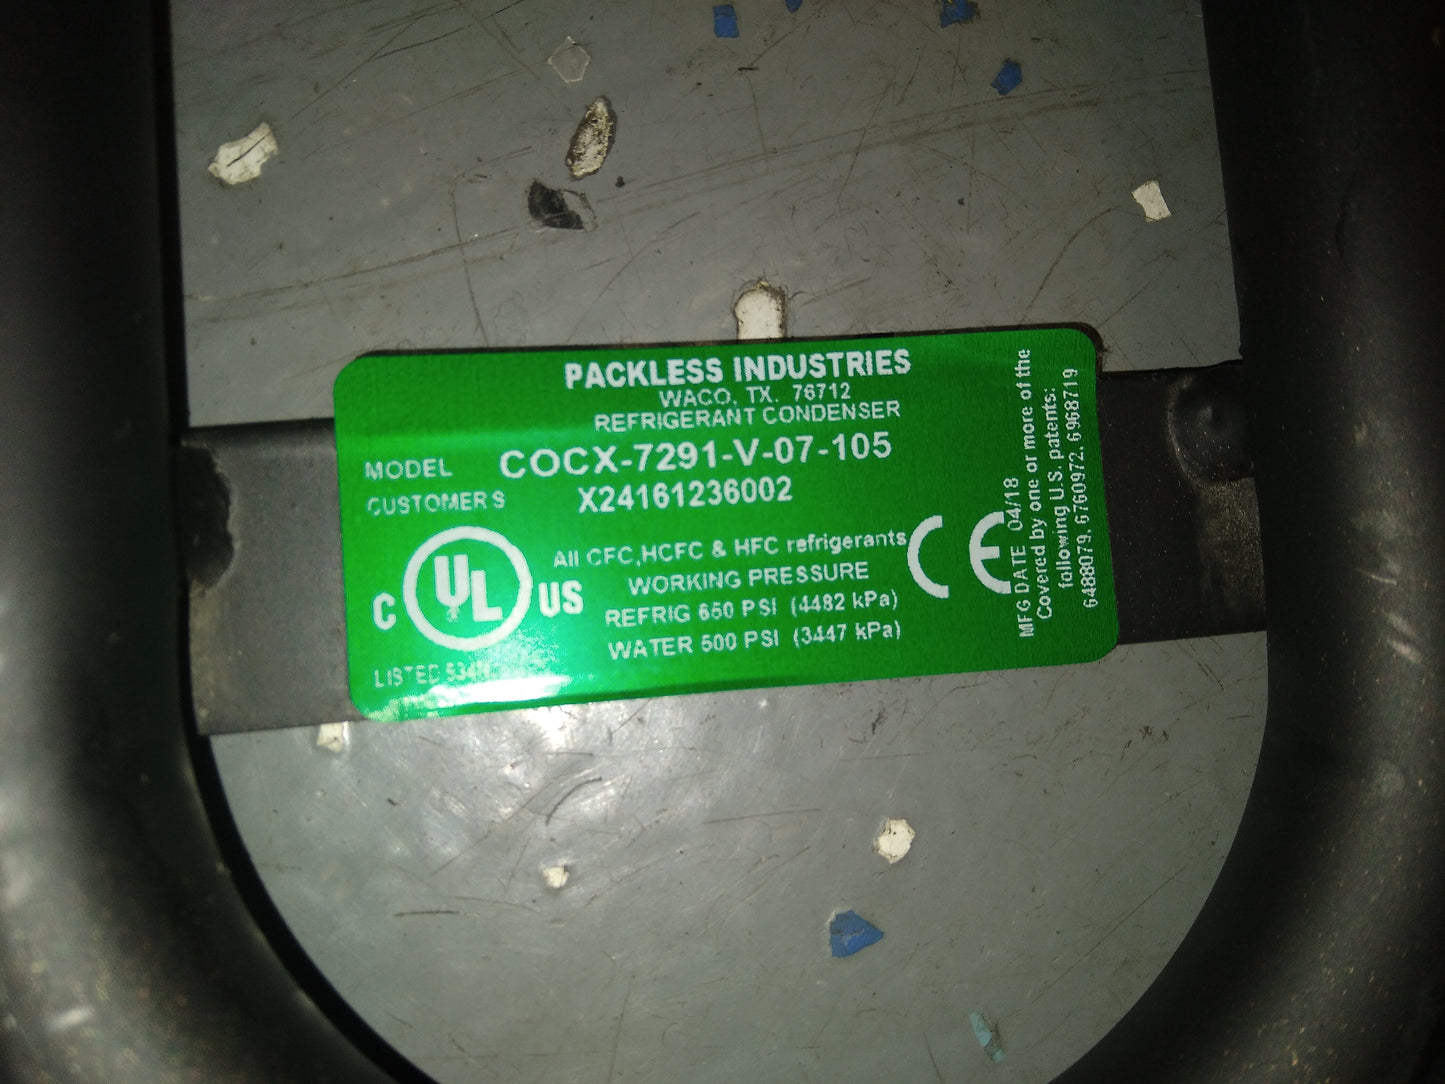 PACKLESS INDUSTRIES
WACO, TX. 76712
REFRIGERANT CONDENSER
MODEL COCX-7291-V-07-105
CUSTOMERS X24161236002
All CFC,HCFC & HFC refrigerants
WORKING PRESSURE
REFRIG 650 PSI (4482 kPa)
WATER 500 PSI (3447 kPa)
C UL US
LISTED
CE
MFG DATE 04/18
Covered by one or more of the
following U.S. patents:
6488079, 6760972, 6968719